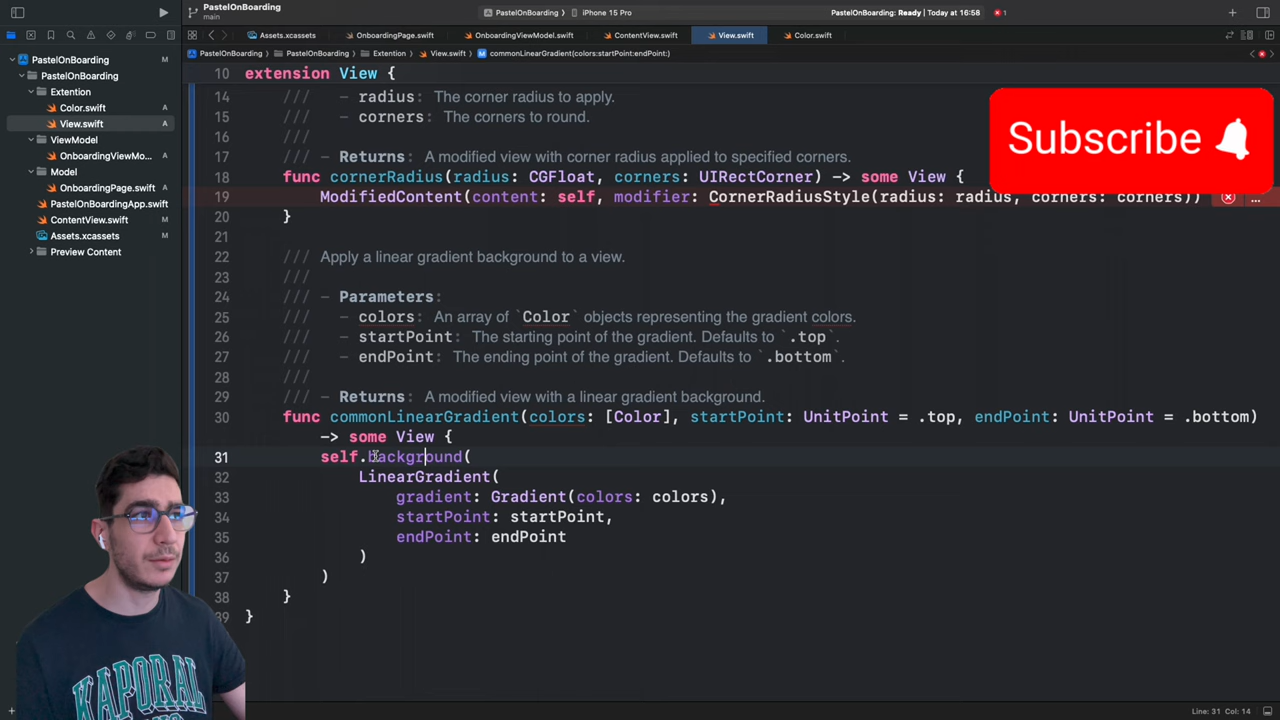 PastelOnBoarding
main
PastelOnBoarding
iPhone 15 Pro
PastelOnBoarding: Ready | Today at 16:58
1
Assets.xcassets
OnboardingPage.swift
OnboardingViewModel.swift
ContentView.swift
View.swift
Color.swift
PastelOnBoarding
PastelOnBoarding
Extention
View.swift
commonLinearGradient(colors:startPoint:endPoint:)
PastelOnBoarding M
PastelOnBoarding
Extention
Color.swift A
View.swift A
ViewModel
OnboardingViewMo... A
Model
OnboardingPage.swift A
PastelOnBoardingApp.swift
ContentView.swift
Assets.xcassets
Preview Content
10 extension View {
14 /// - radius: The corner radius to apply.
15 /// - corners: The corners to round.
16 ///
17 /// - Returns: A modified view with corner radius applied to specified corners.
18 func cornerRadius(radius: CGFloat, corners: UIRectCorner) -> some View {
19 ModifiedContent(content: self, modifier: CornerRadiusStyle(radius: radius, corners: corners))
20 }
21
22 /// Apply a linear gradient background to a view.
23 ///
24 /// - Parameters:
25 /// - colors: An array of `Color` objects representing the gradient colors.
26 /// - startPoint: The starting point of the gradient. Defaults to `.top`.
27 /// - endPoint: The ending point of the gradient. Defaults to `.bottom`.
28 ///
29 /// - Returns: A modified view with a linear gradient background.
30 func commonLinearGradient(colors: [Color], startPoint: UnitPoint = .top, endPoint: UnitPoint = .bottom)
-> some View {
31 self.background(
32 LinearGradient(
33 gradient: Gradient(colors: colors),
34 startPoint: startPoint,
35 endPoint: endPoint
36 )
37 )
38 }
39 }
Subscribe
KAPORAL
Line: 31 Col: 14